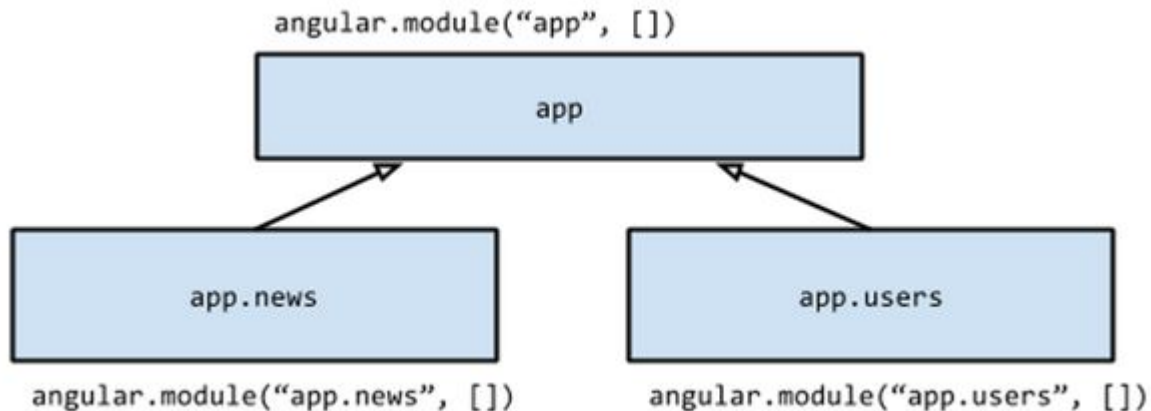 angular.module(“app”, [])
app
app.news
app.users
angular.module(“app.news”, [])
angular.module(“app.users”, [])